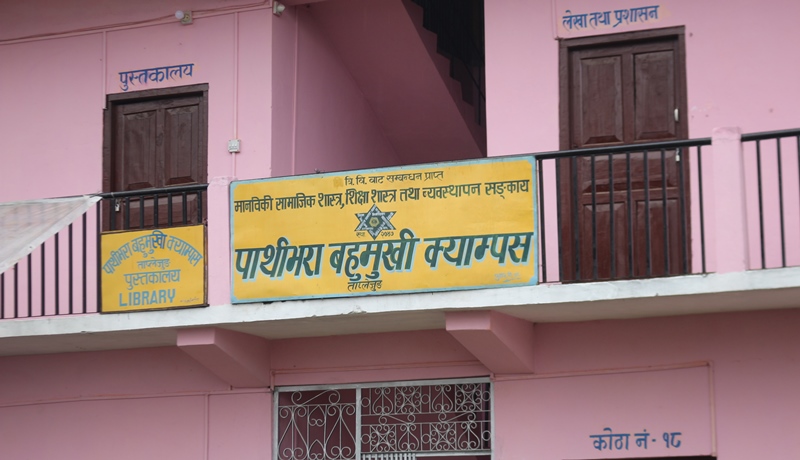 लेखा तथा प्रशासन
पुस्तकालय
त्रि. वि. बाट सम्बन्धन प्राप्त
मानविकी सामाजिक शास्त्र, शिक्षा शास्त्र तथा व्यवस्थापन सङ्काय
पाथीभरा बहुमुखी क्याम्पस
ताप्लेजुङ
पाथीभरा बहुमुखी क्याम्पस
ताप्लेजुङ
पुस्तकालय
LIBRARY
कोठा नं - १८